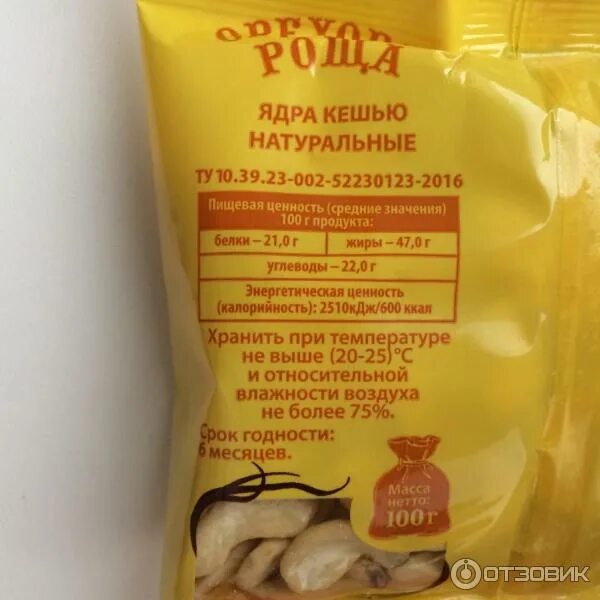 ОРЕХОВ
РОЩА
ЯДРА КЕШЬЮ
НАТУРАЛЬНЫЕ
ТУ 10.39.23-002-52230123-2016
Пищевая ценность (средние значения)
100 г продукта:
белки – 21,0 г жиры – 47,0 г
углеводы – 22,0 г
Энергетическая ценность
(калорийность): 2510кДж/600 ккал
Хранить при температуре
не выше (20-25)°С
и относительной
влажности воздуха
не более 75%.
Срок годности:
6 месяцев.
Масса
нетто:
100 г
ОТЗОВИК